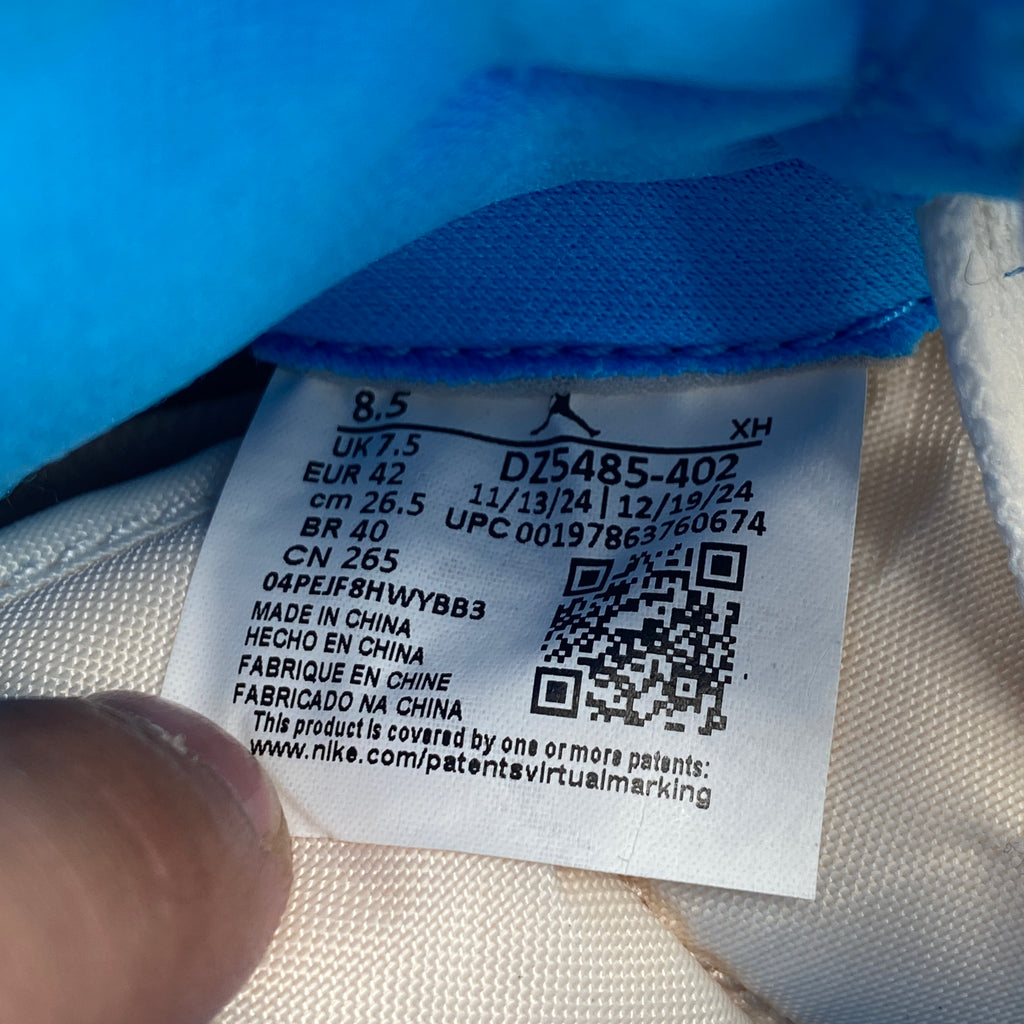 8.5
XH
UK 7.5
EUR 42
cm 26.5
BR 40
CN 265
DZ5485-402
11/13/24 | 12/19/24
UPC 00197863760674
04PEJF8HWYBB3
MADE IN CHINA
HECHO EN CHINA
FABRIQUE EN CHINE
FABRICADO NA CHINA
This product is covered by one or more patents:
www.nike.com/patentsvirtualmarking